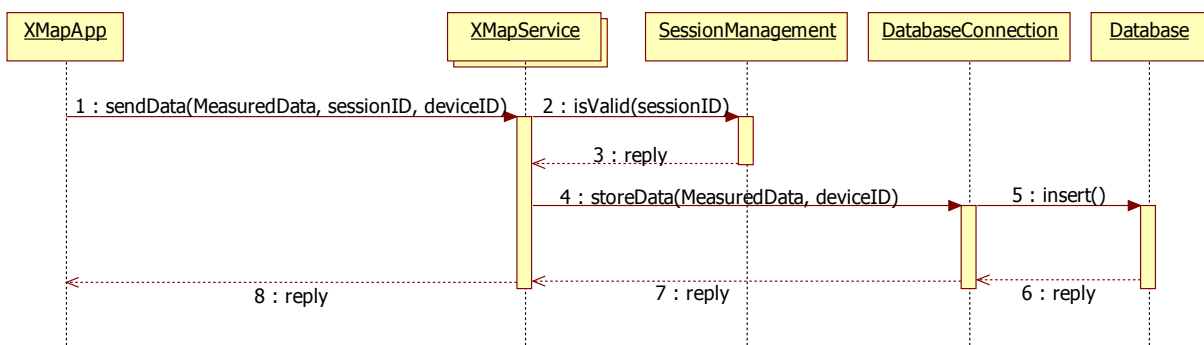 XMapApp
XMapService
SessionManagement
DatabaseConnection
Database
1 : sendData(MeasuredData, sessionID, deviceID)
2 : isValid(sessionID)
3 : reply
4 : storeData(MeasuredData, deviceID)
5 : insert()
6 : reply
7 : reply
8 : reply